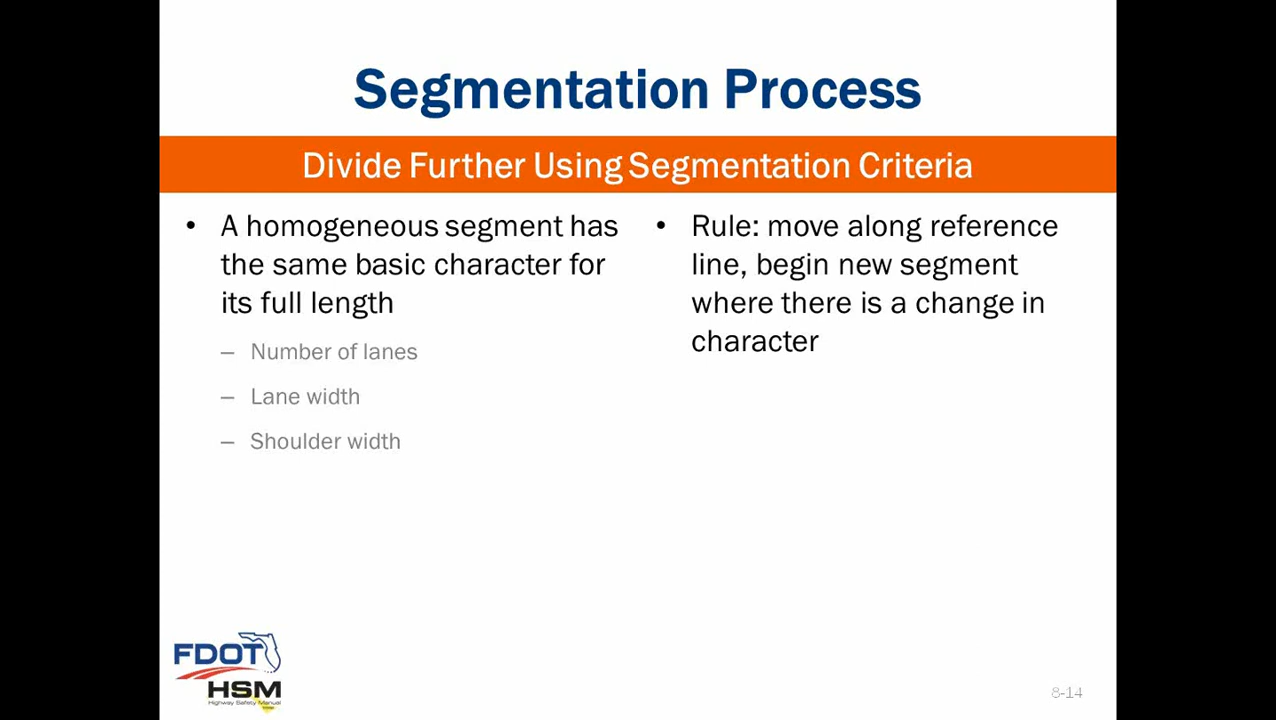 Segmentation Process
Divide Further Using Segmentation Criteria
• A homogeneous segment has
the same basic character for
its full length
– Number of lanes
– Lane width
– Shoulder width
• Rule: move along reference
line, begin new segment
where there is a change in
character
FDOT
HSM
Highway Safety Manual
8-14